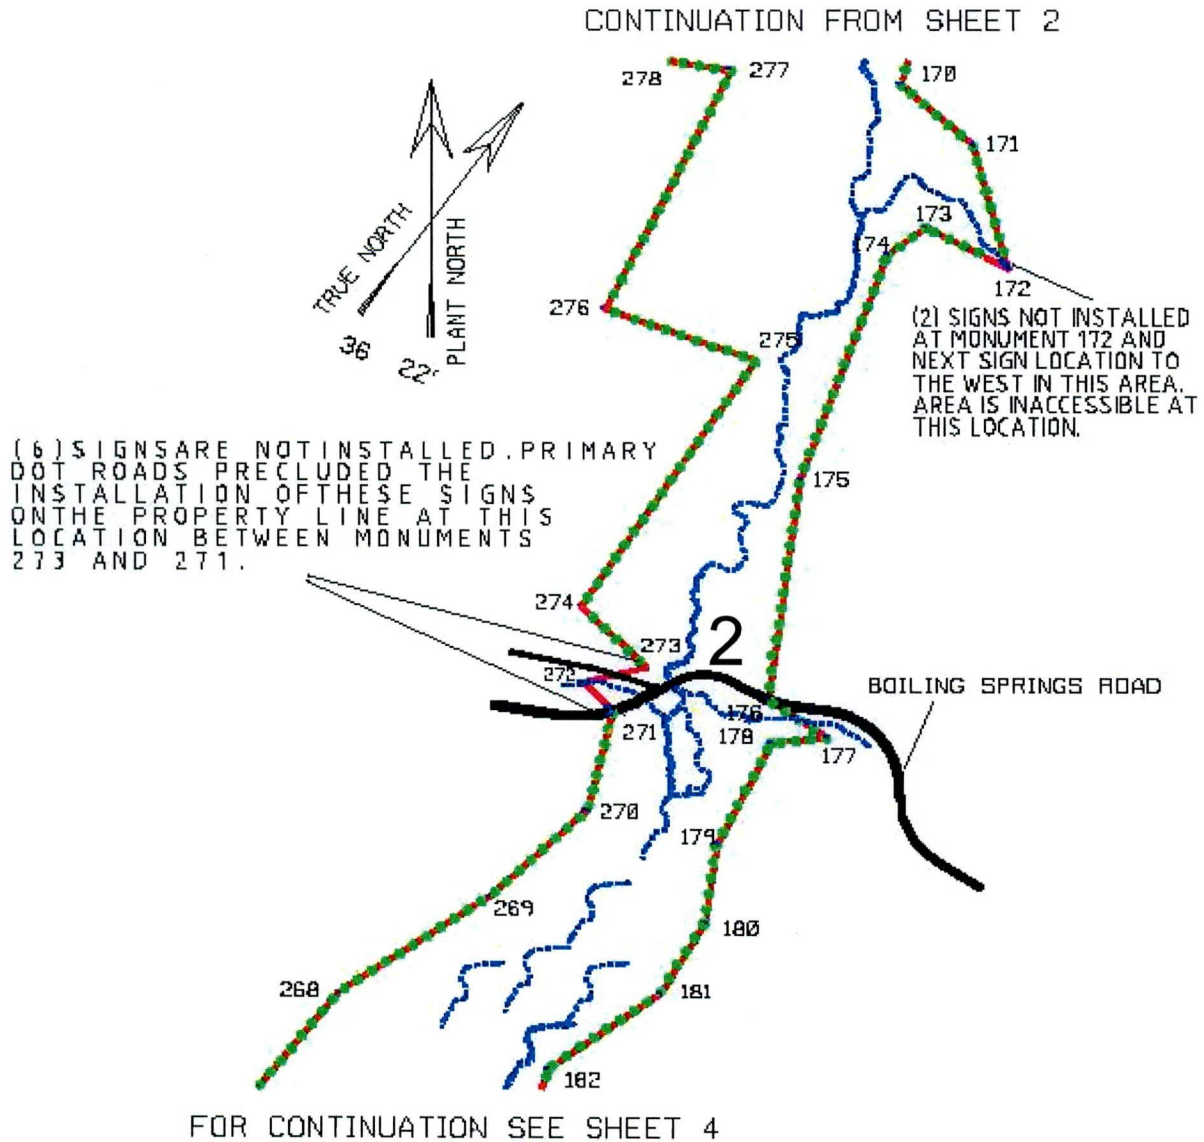 CONTINUATION FROM SHEET 2
278
277
170
171
173
174
172
TRUE NORTH
PLANT NORTH
36
22'
276
275
(2) SIGNS NOT INSTALLED
AT MONUMENT 172 AND
NEXT SIGN LOCATION TO
THE WEST IN THIS AREA.
AREA IS INACCESSIBLE AT
THIS LOCATION.
(6)SIGNSARE NOTINSTALLED.PRIMARY
DOT ROADS PRECLUDED THE
INSTALLATION OFTHESE SIGNS
ONTHE PROPERTY LINE AT THIS
LOCATION BETWEEN MONUMENTS
273 AND 271.
175
274
273
2
272
BOILING SPRINGS ROAD
176
271
178
177
270
179
269
180
268
181
182
FOR CONTINUATION SEE SHEET 4